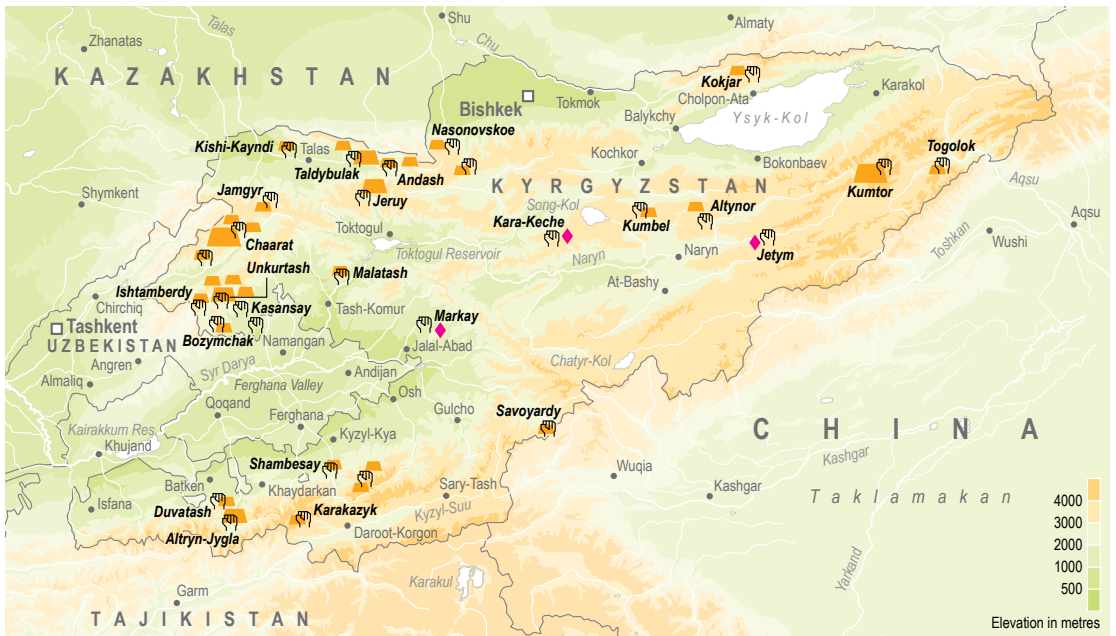 Talas
Shu
Almaty
Zhanatas
Chu
KAZAKHSTAN
Kokjar
Bishkek
Tokmok
Cholpon-Ata
Karakol
Balykchy
Ysyk-Kol
Nasonovskoe
Kishi-Kayndi
Talas
Taldybulak
Andash
Kochkor
Bokonbaev
Togolok
KYRGYZSTAN
Kumtor
Aqsu
Shymkent
Jamgyr
Jeruy
Song-Kol
Altynor
Kumbel
Aqsu
Kara-Keche
Toktogul
Chaarat
Toktogul Reservoir
Naryn
Naryn
Jetym
Toshkan
Wushi
Unkurtash
Malatash
At-Bashy
Ishtamberdy
Chirchiq
Kasansay
Tash-Komur
Markay
Tashkent
UZBEKISTAN
Bozymchak
Namangan
Jalal-Abad
Chatyr-Kol
Angren
Syr Darya
Almaliq
Ferghana Valley
Andijan
Osh
Qoqand
Gulcho
Savoyardy
CHINA
Ferghana
Kairakkum Res.
Khujand
Kyzyl-Kya
Kashgar
Shambesay
Wuqia
Batken
Khaydarkan
Sary-Tash
Kashgar
Taklamakan
Isfana
Duvatash
Karakazyk
Kyzyl-Suu
Altryn-Jygla
Daroot-Korgon
Yarkand
Karakul
Garm
TAJIKISTAN
4000
3000
2000
1000
500
Elevation in metres